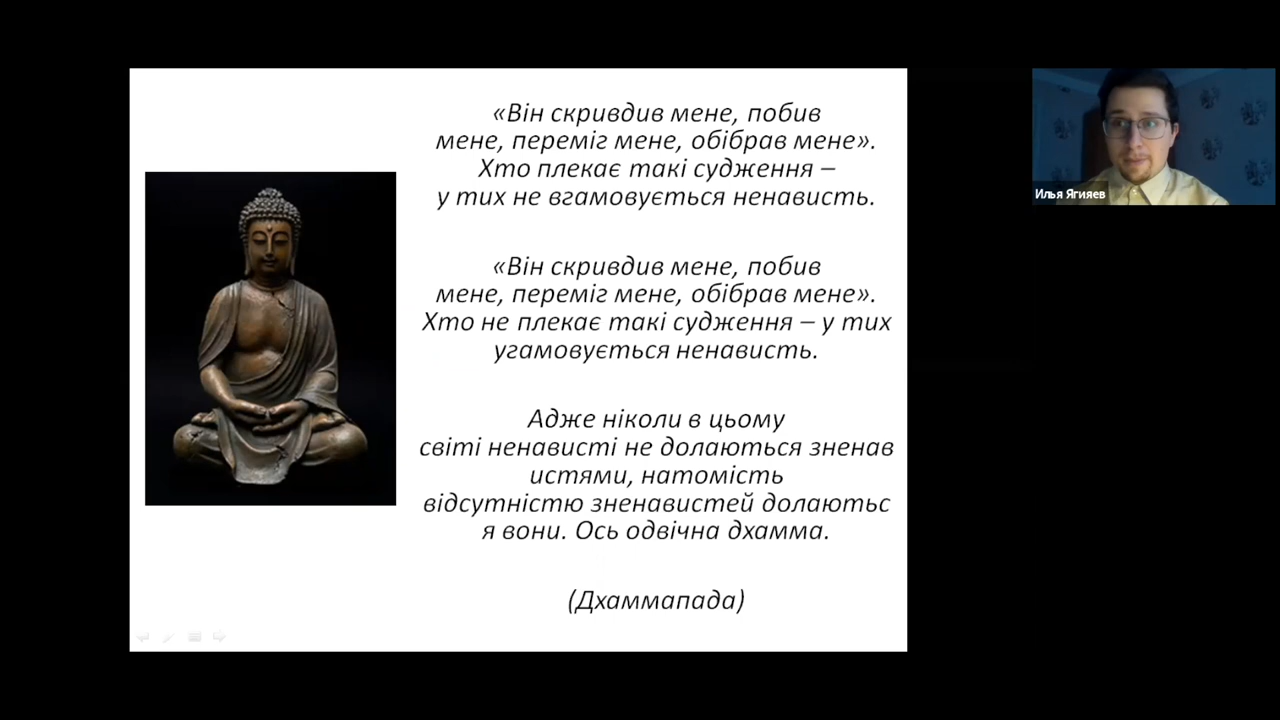 «Він скривдив мене, побив
мене, переміг мене, обібрав мене».
Хто плекає такі судження –
у тих не вгамовується ненависть.
«Він скривдив мене, побив
мене, переміг мене, обібрав мене».
Хто не плекає такі судження – у тих
угамовується ненависть.
Адже ніколи в цьому
світі ненависті не долаються зненав
истями, натомість
відсутністю зненавистей долаютьс
я вони. Ось одвічна дхамма.
(Дхаммапада)
Илья Ягияев